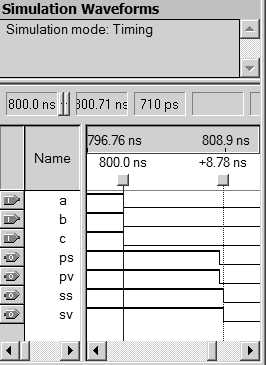 Simulation Waveforms
Simulation mode: Timing
800.0 ns 800.71 ns 710 ps
Name 796.76 ns 808.9 ns
800.0 ns +8.78 ns
a
b
c
ps
pv
ss
sv